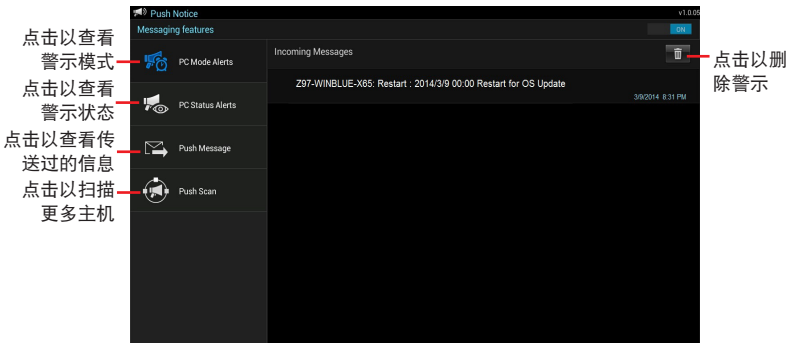 Push Notice
v1.0.05
Messaging features
ON
点击以查看
警示模式
PC Mode Alerts
Incoming Messages
点击以删
除警示
Z97-WINBLUE-X65: Restart : 2014/3/9 00:00 Restart for OS Update
3/9/2014 8:31 PM
点击以查看
警示状态
PC Status Alerts
点击以查看传
送过的信息
Push Message
点击以扫描
更多主机
Push Scan